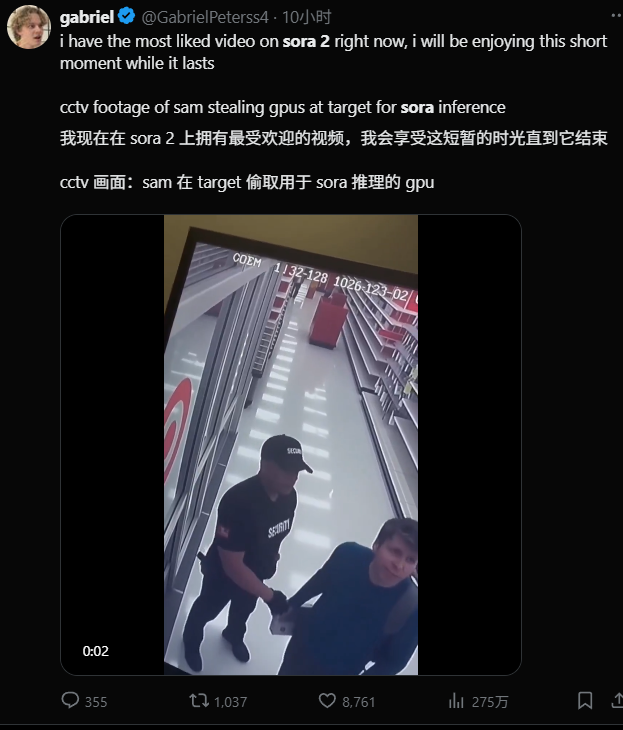 gabriel @GabrielPeterss4 · 10小时
i have the most liked video on sora 2 right now, i will be enjoying this short
moment while it lasts
cctv footage of sam stealing gpus at target for sora inference
我现在在 sora 2 上拥有最受欢迎的视频，我会享受这短暂的时光直到它结束
cctv 画面：sam 在 target 偷取用于 sora 推理的 gpu
COEM 1132-128 1026-123-02
SECURITY
0:02
355 1,037 8,761 275万